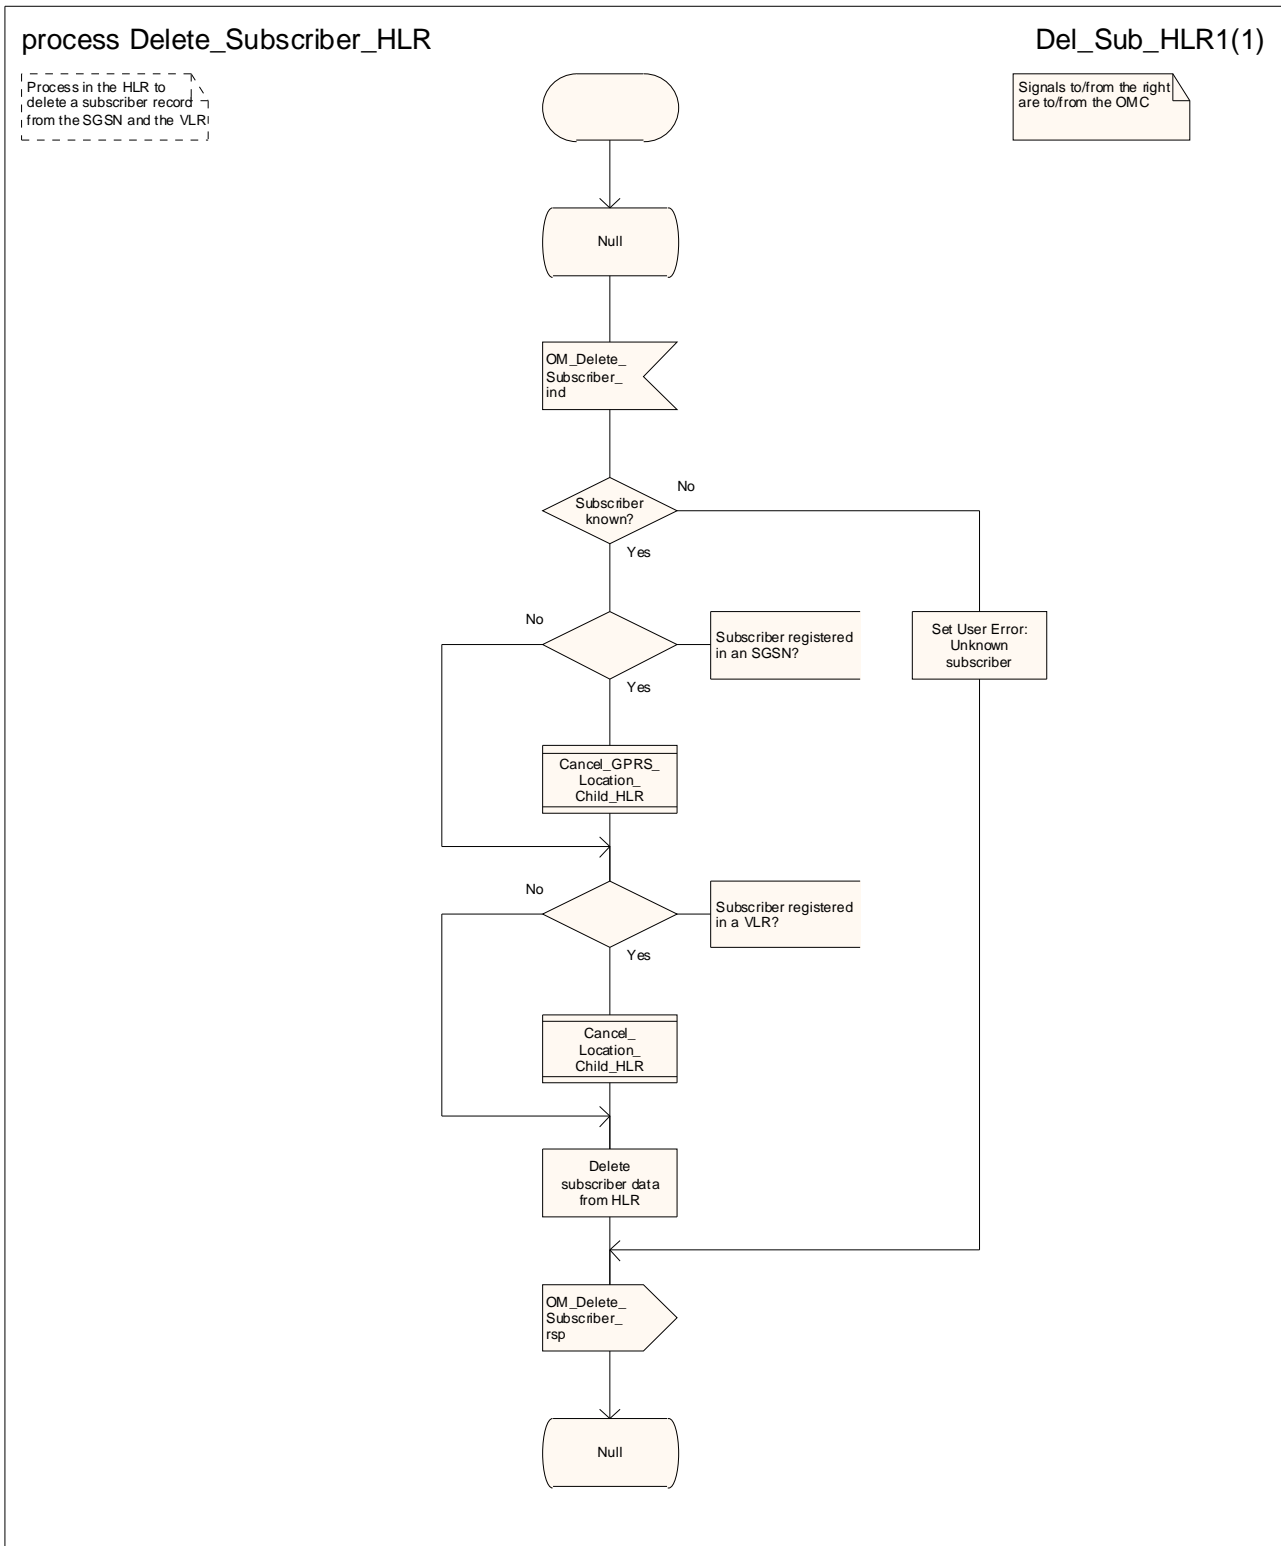 process Delete_Subscriber_HLR
Del_Sub_HLR1(1)
Process in the HLR to
delete a subscriber record
from the SGSN and the VLR
Signals to/from the right
are to/from the OMC
Null
OM_Delete_
Subscriber_
ind
Subscriber
known?
No
Yes
No
Subscriber registered
in an SGSN?
Set User Error:
Unknown
subscriber
Yes
Cancel_GPRS_
Location_
Child_HLR
No
Subscriber registered
in a VLR?
Yes
Cancel_
Location_
Child_HLR
Delete
subscriber data
from HLR
OM_Delete_
Subscriber_
rsp
Null